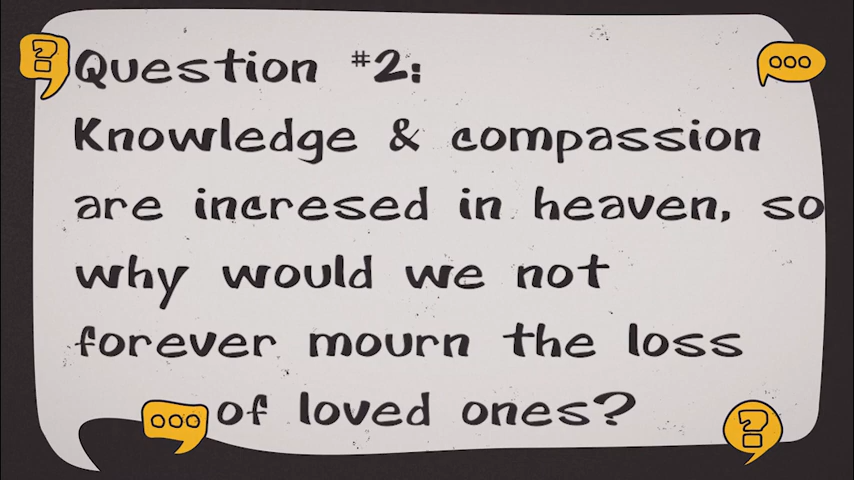 Question #2:
Knowledge & compassion
are incresed in heaven, so
why would we not
forever mourn the loss
of loved ones?